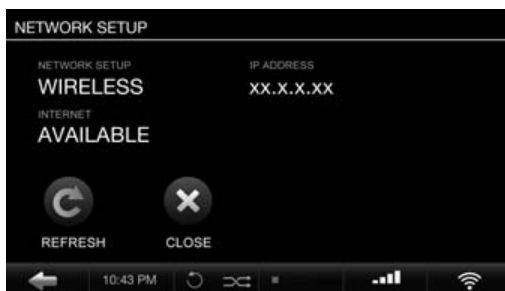 NETWORK SETUP
NETWORK SETUP
WIRELESS
IP ADDRESS
xx.x.x.xx
INTERNET
AVAILABLE
REFRESH
CLOSE
10:43 PM